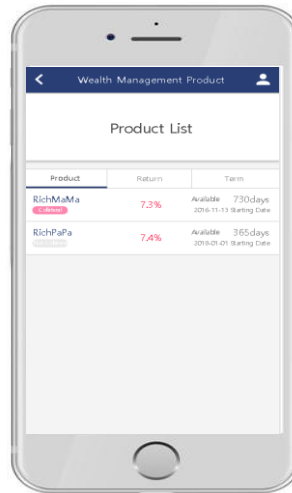 Wealth Management Product
Product List
Product Return Term
RichMaMa 7.3% Available 730days
2016-11-13 Starting Date
RichPaPa 7.4% Available 365days
2018-01-01 Starting Date